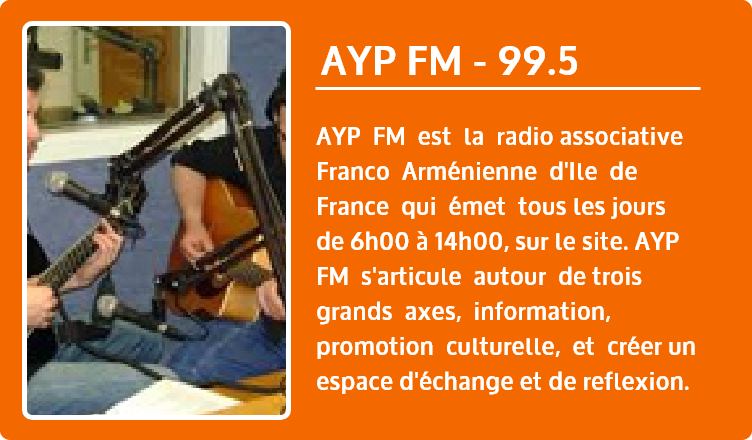 AYP FM - 99.5
AYP FM est la radio associative
Franco Arménienne d'Ile de
France qui émet tous les jours
de 6h00 à 14h00, sur le site. AYP
FM s'articule autour de trois
grands axes, information,
promotion culturelle, et créer un
espace d'échange et de reflexion.